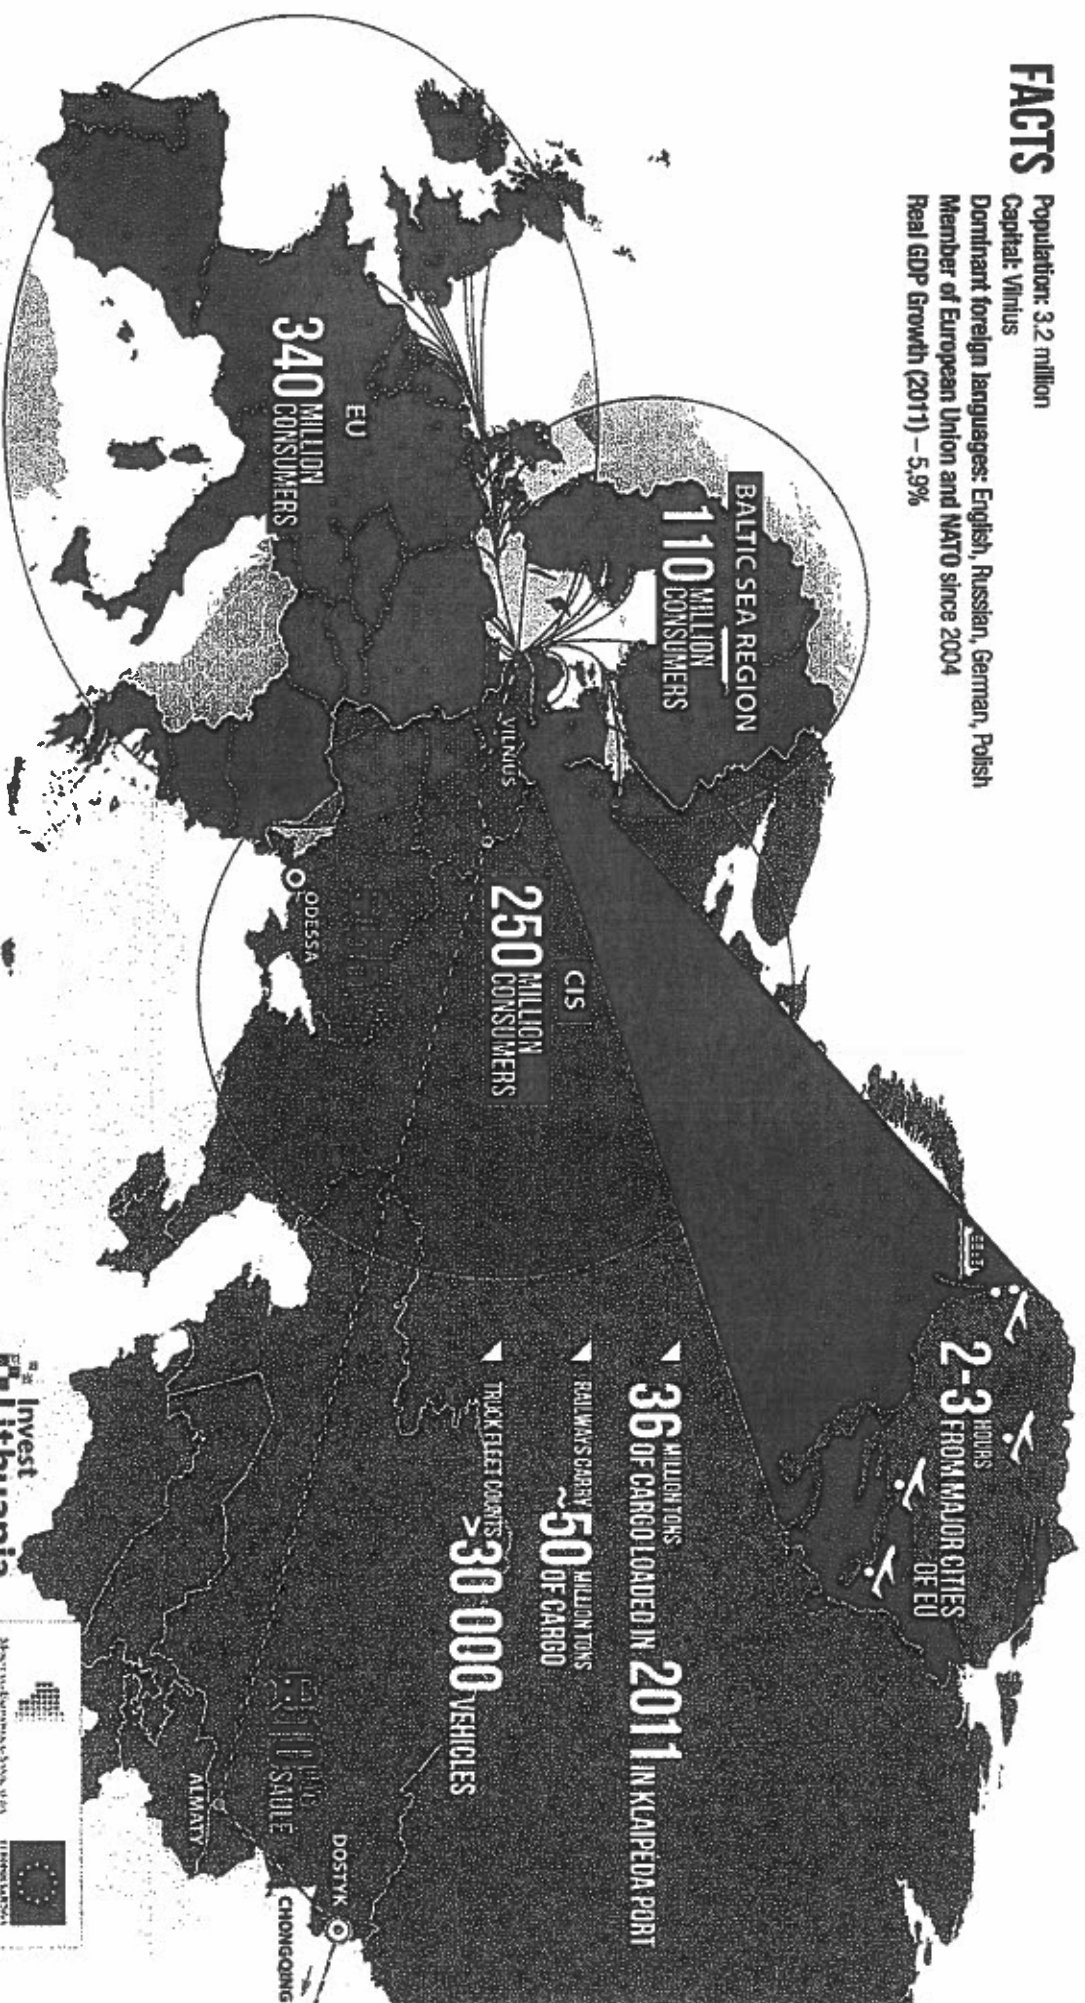 FACTS
Population: 3.2 million
Capital: Vilnius
Dominant foreign languages: English, Russian, German, Polish
Member of European Union and NATO since 2004
Real GDP Growth (2011) – 5,9%
BALTIC SEA REGION
110 MILLION
CONSUMERS
EU
340 MILLION
CONSUMERS
VILNIUS
CIS
250 MILLION
CONSUMERS
ODESSA
2-3 HOURS
FROM MAJOR CITIES
OF EU
36 MILLION TONS
OF CARGO LOADED IN 2011 IN KLAIPĖDA PORT
RAILWAYS CARRY
~50 MILLION TONS
OF CARGO
TRUCK FLEET COUNTS
>30 000 VEHICLES
SAULE
ALMATY
DOSTYK
CHONGQING
Invest
Lithuania